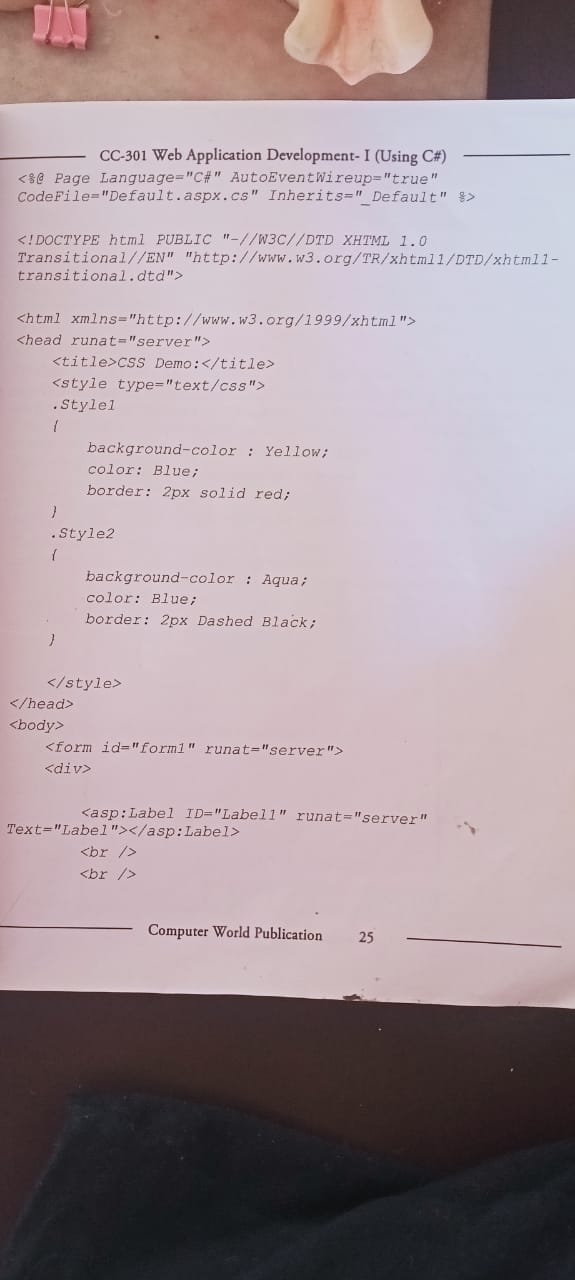 CC-301 Web Application Development- I (Using C#)
<%@ Page Language="C#" AutoEventWireup="true"
CodeFile="Default.aspx.cs" Inherits="_Default" %>
<!DOCTYPE html PUBLIC "-//W3C//DTD XHTML 1.0
Transitional//EN" "http://www.w3.org/TR/xhtml1/DTD/xhtml1-
transitional.dtd">
<html xmlns="http://www.w3.org/1999/xhtml">
<head runat="server">
<title>CSS Demo:</title>
<style type="text/css">
.Style1
{
background-color : Yellow;
color: Blue;
border: 2px solid red;
}
.Style2
{
background-color : Aqua;
color: Blue;
border: 2px Dashed Black;
}
</style>
</head>
<body>
<form id="form1" runat="server">
<div>
<asp:Label ID="Label1" runat="server"
Text="Label"></asp:Label>
<br />
<br />
Computer World Publication 25